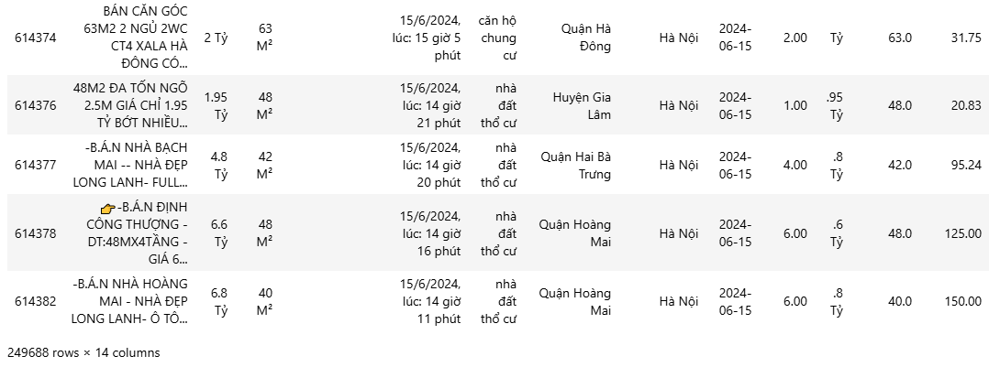 614374 BÁN CĂN GÓC 63M2 2 NGỦ 2WC CT4 XALA HÀ ĐÔNG CÓ... 2 Tỷ 63 M² 15/6/2024, lúc: 15 giờ 5 phút căn hộ chung cư Quận Hà Đông Hà Nội 2024-06-15 2.00 Tỷ 63.0 31.75
614376 48M2 ĐA TỐN NGÕ 2.5M GIÁ CHỈ 1.95 TỶ BỚT NHIỀU... 1.95 Tỷ 48 M² 15/6/2024, lúc: 14 giờ 21 phút nhà đất thổ cư Huyện Gia Lâm Hà Nội 2024-06-15 1.00 .95 Tỷ 48.0 20.83
614377 -B.Á.N NHÀ BẠCH MAI -- NHÀ ĐẸP LONG LANH- FULL... 4.8 Tỷ 42 M² 15/6/2024, lúc: 14 giờ 20 phút nhà đất thổ cư Quận Hai Bà Trưng Hà Nội 2024-06-15 4.00 .8 Tỷ 42.0 95.24
614378 👉-B.Á.N ĐỊNH CÔNG THƯỢNG - DT:48MX4TẦNG - GIÁ 6... 6.6 Tỷ 48 M² 15/6/2024, lúc: 14 giờ 16 phút nhà đất thổ cư Quận Hoàng Mai Hà Nội 2024-06-15 6.00 .6 Tỷ 48.0 125.00
614382 -B.Á.N NHÀ HOÀNG MAI - NHÀ ĐẸP LONG LANH- Ô TÔ... 6.8 Tỷ 40 M² 15/6/2024, lúc: 14 giờ 11 phút nhà đất thổ cư Quận Hoàng Mai Hà Nội 2024-06-15 6.00 .8 Tỷ 40.0 150.00
249688 rows × 14 columns